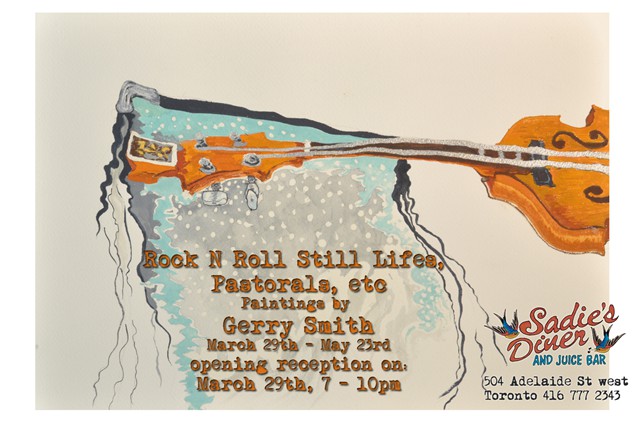 Rock N Roll Still Lifes,
Pastorals, etc
Paintings by
Gerry Smith
March 29th - May 23rd
opening reception on:
March 29th, 7 - 10pm
Sadie's
Diner
AND JUICE BAR
504 Adelaide St west
Toronto 416 777 2343